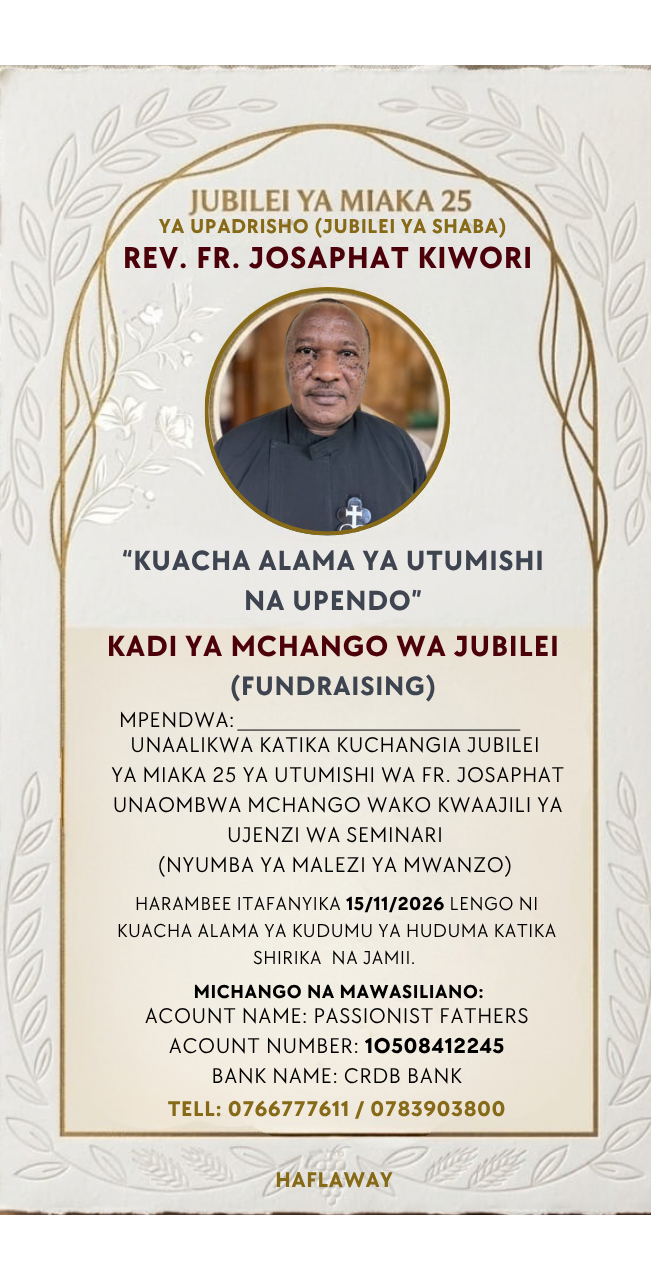 JUBILEI YA MIAKA 25
YA UPADRISHO (JUBILEI YA SHABA)
REV. FR. JOSAPHAT KIWORI
“KUACHA ALAMA YA UTUMISHI
NA UPENDO”
KADI YA MCHANGO WA JUBILEI
(FUNDRAISING)
MPENDWA:______________________________
UNAALIKWA KATIKA KUCHANGIA JUBILEI
YA MIAKA 25 YA UTUMISHI WA FR. JOSAPHAT
UNAOMBWA MCHANGO WAKO KWAAJILI YA
UJENZI WA SEMINARI
(NYUMBA YA MALEZI YA MWANZO)
HARAMBEE ITAFANYIKA 15/11/2026 LENGO NI
KUACHA ALAMA YA KUDUMU YA HUDUMA KATIKA
SHIRIKA NA JAMII.
MICHANGO NA MAWASILIANO:
ACOUNT NAME: PASSIONIST FATHERS
ACOUNT NUMBER: 1O508412245
BANK NAME: CRDB BANK
TELL: 0766777611 / 0783903800
HAFLAWAY